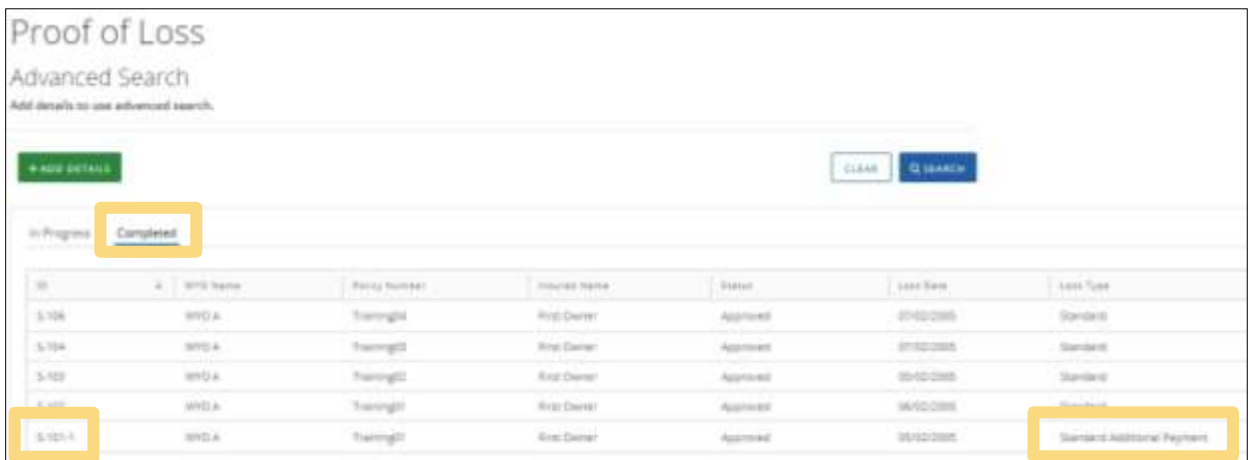 Proof of Loss
Advanced Search
Add details to use advanced search.
+ ADD DETAILS CLEAR SEARCH
In Progress Completed
ID WYO Name Policy Number Insured Name Status Loss Date Loss Type
S-106 WYO A Training04 First Owner Approved Standard
S-104 WYO A First Owner Approved Standard
WYO A First Owner Approved Standard
WYO A Training01 First Owner Approved Standard
S-101-1 WYO A Training01 First Owner Approved Standard Additional Payment